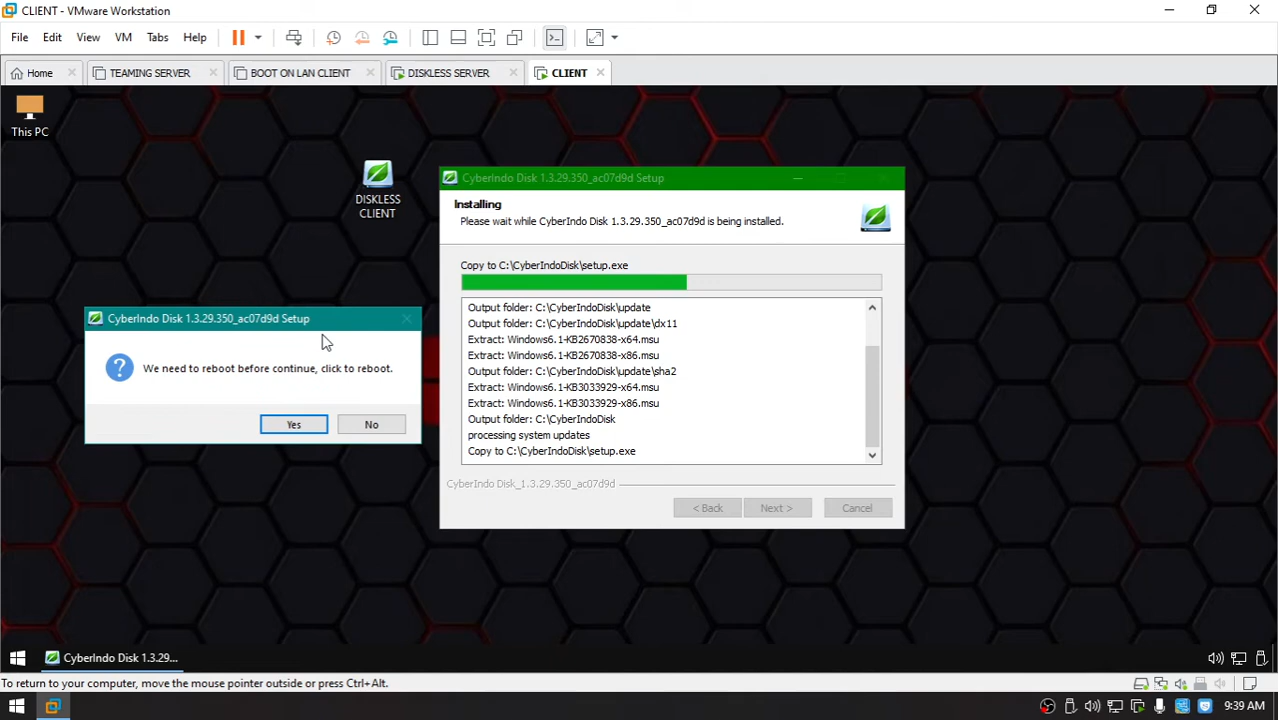 CLIENT - VMware Workstation
File Edit View VM Tabs Help
Home TEAMING SERVER BOOT ON LAN CLIENT DISKLESS SERVER CLIENT
This PC
DISKLESS
CLIENT
CyberIndo Disk 1.3.29.350_ac07d9d Setup
Installing
Please wait while CyberIndo Disk 1.3.29.350_ac07d9d is being installed.
Copy to C:\CyberIndoDisk\setup.exe
Output folder: C:\CyberIndoDisk\update
Output folder: C:\CyberIndoDisk\update\dx11
Extract: Windows6.1-KB2670838-x64.msu
Extract: Windows6.1-KB2670838-x86.msu
Output folder: C:\CyberIndoDisk\update\sha2
Extract: Windows6.1-KB3033929-x64.msu
Extract: Windows6.1-KB3033929-x86.msu
Output folder: C:\CyberIndoDisk
processing system updates
Copy to C:\CyberIndoDisk\setup.exe
CyberIndo Disk_1.3.29.350_ac07d9d
< Back Next > Cancel
CyberIndo Disk 1.3.29.350_ac07d9d Setup
We need to reboot before continue, click to reboot.
Yes No
CyberIndo Disk 1.3.29...
To return to your computer, move the mouse pointer outside or press Ctrl+Alt.
9:39 AM